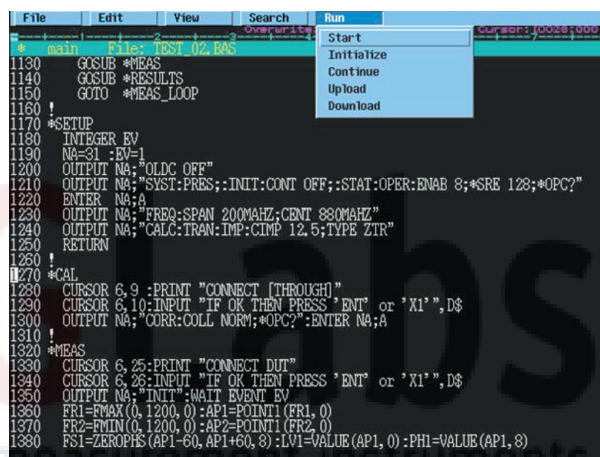 File Edit View Search Run
Start
Initialize
Continue
Upload
Download
Overwrite
Cursor:[0026:000
* main File: TEST_02.BAS
1130 GOSUB *MEAS
1140 GOSUB *RESULTS
1150 GOTO *MEAS_LOOP
1160 !
1170 *SETUP
1180 INTEGER EV
1190 NA=31 :EV=1
1200 OUTPUT NA;"OLDC OFF"
1210 OUTPUT NA;"SYST:PRES;:INIT:CONT OFF;:STAT:OPER:ENAB 8;*SRE 128;*OPC?"
1220 ENTER NA;A
1230 OUTPUT NA;"FREQ:SPAN 200MAHZ;CENT 880MAHZ"
1240 OUTPUT NA;"CALC:TRAN:IMP:CIMP 12.5;TYPE ZTR"
1250 RETURN
1260 !
1270 *CAL
1280 CURSOR 6,9 :PRINT "CONNECT [THROUGH]"
1290 CURSOR 6,10:INPUT "IF OK THEN PRESS 'ENT' or 'X1'",D$
1300 OUTPUT NA;"CORR:COLL NORM;*OPC?":ENTER NA;A
1310 !
1320 *MEAS
1330 CURSOR 6,25:PRINT "CONNECT DUT"
1340 CURSOR 6,26:INPUT "IF OK THEN PRESS 'ENT' or 'X1'",D$
1350 OUTPUT NA;"INIT":WAIT EVENT EV
1360 FR1=FMAX(0,1200,0):AP1=POINT1(FR1,0)
1370 FR2=FMIN(0,1200,0):AP2=POINT1(FR2,0)
1380 FS1=ZEROPHS(AP1-60,AP1+60,8):LV1=VALUE(AP1,0):PH1=VALUE(AP1,8)
Labs
measurement instruments